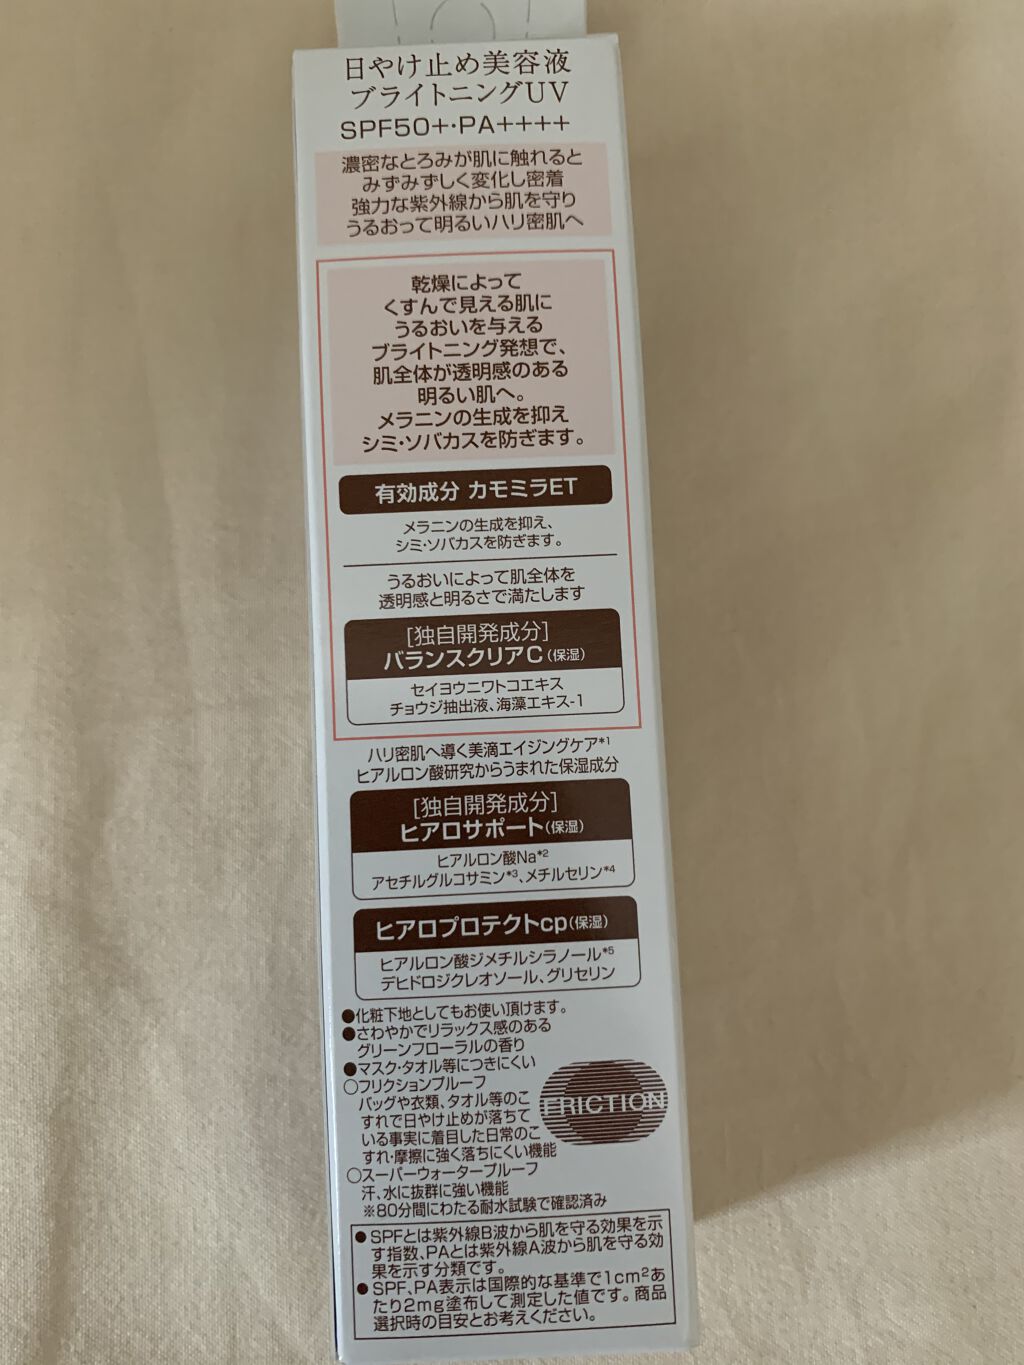 日やけ止め美容液
ブライトニングUV
SPF50+・PA++++
濃密なとろみが肌に触れると
みずみずしく変化し密着
強力な紫外線から肌を守り
うるおって明るいハリ密肌へ
乾燥によって
くすんで見える肌に
うるおいを与える
ブライトニング発想で、
肌全体が透明感のある
明るい肌へ。
メラニンの生成を抑え
シミ・ソバカスを防ぎます。
有効成分 カモミラET
メラニンの生成を抑え、
シミ・ソバカスを防ぎます。
うるおいによって肌全体を
透明感と明るさで満たします
[独自開発成分]
バランスクリアC(保湿)
セイヨウニワトコエキス
チョウジ抽出液、海藻エキス-1
ハリ密肌へ導く美滴エイジングケア*1
ヒアルロン酸研究からうまれた保湿成分
[独自開発成分]
ヒアロサポート(保湿)
ヒアルロン酸Na*2
アセチルグルコサミン*3、メチルセリン*4
ヒアロプロテクトcp(保湿)
ヒアルロン酸ジメチルシラノール*5
デヒドロジクレオソール、グリセリン
●化粧下地としてもお使い頂けます。
●さわやかでリラックス感のある
グリーンフローラルの香り
●マスク・タオル等につきにくい
○フリクションプルーフ
バッグや衣類、タオル等のこ
すれで日やけ止めが落ちて
いる事実に着目した日常のこ
すれ・摩擦に強く落ちにくい機能
FRICTION
○スーパーウォータープルーフ
汗、水に抜群に強い機能
※80分間にわたる耐水試験で確認済み
●SPFとは紫外線B波から肌を守る効果を示
す指数、PAとは紫外線A波から肌を守る効
果を示す分類です。
●SPF、PA表示は国際的な基準で1cm²あ
たり2mg塗布して測定した値です。商品
選択時の目安とお考えください。